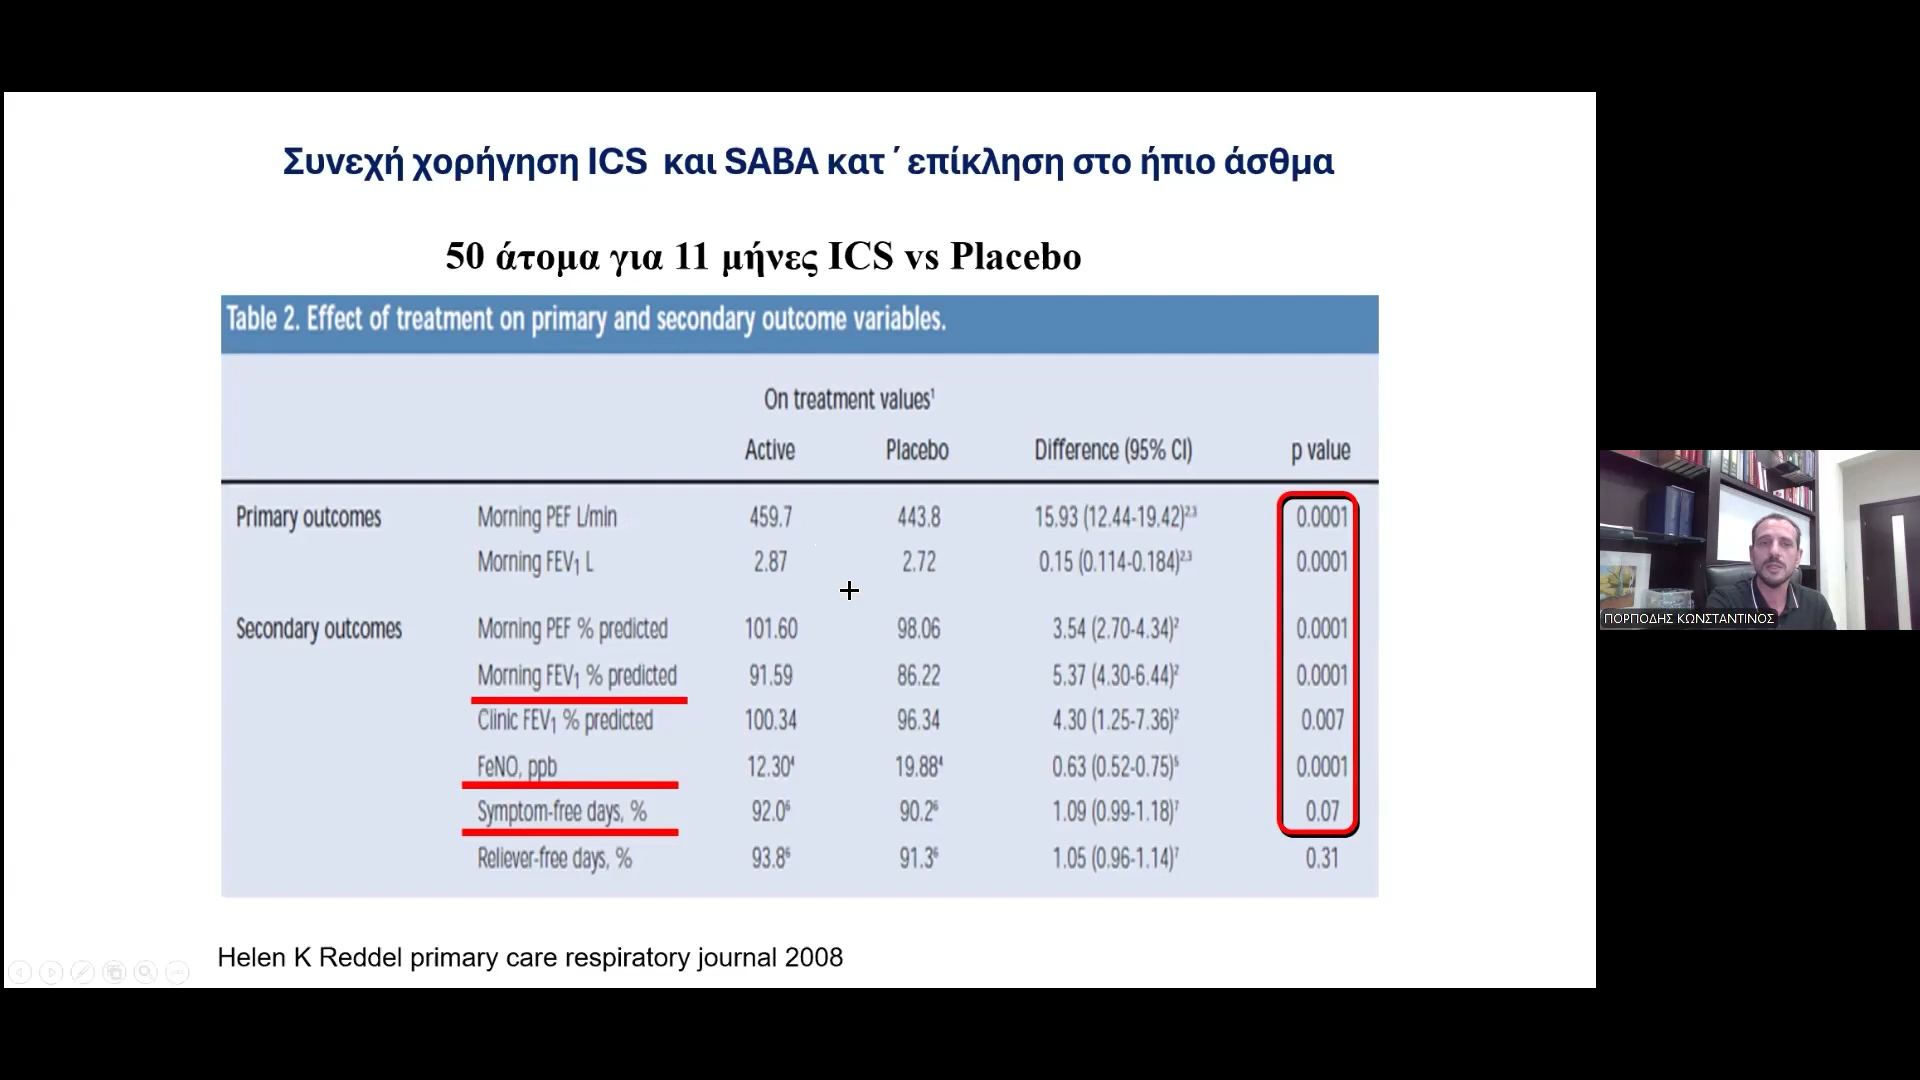 Συνεχή χορήγηση ICS και SABA κατ΄επίκληση στο ήπιο άσθμα
50 άτομα για 11 μήνες ICS vs Placebo
Table 2. Effect of treatment on primary and secondary outcome variables.
On treatment values¹
Active Placebo Difference (95% CI) p value
Primary outcomes Morning PEF L/min 459.7 443.8 15.93 (12.44-19.42)²,³ 0.0001
Morning FEV₁ L 2.87 2.72 0.15 (0.114-0.184)²,³ 0.0001
Secondary outcomes Morning PEF % predicted 101.60 98.06 3.54 (2.70-4.34)² 0.0001
Morning FEV₁ % predicted 91.59 86.22 5.37 (4.30-6.44)² 0.0001
Clinic FEV₁ % predicted 100.34 96.34 4.30 (1.25-7.36)² 0.007
FeNO, ppb 12.30⁴ 19.88⁴ 0.63 (0.52-0.75)⁵ 0.0001
Symptom-free days, % 92.0⁶ 90.2⁶ 1.09 (0.99-1.18)⁷ 0.07
Reliever-free days, % 93.8⁶ 91.3⁶ 1.05 (0.96-1.14)⁷ 0.31
Helen K Reddel primary care respiratory journal 2008
ΠΟΡΠΟΔΗΣ ΚΩΝΣΤΑΝΤΙΝΟΣ